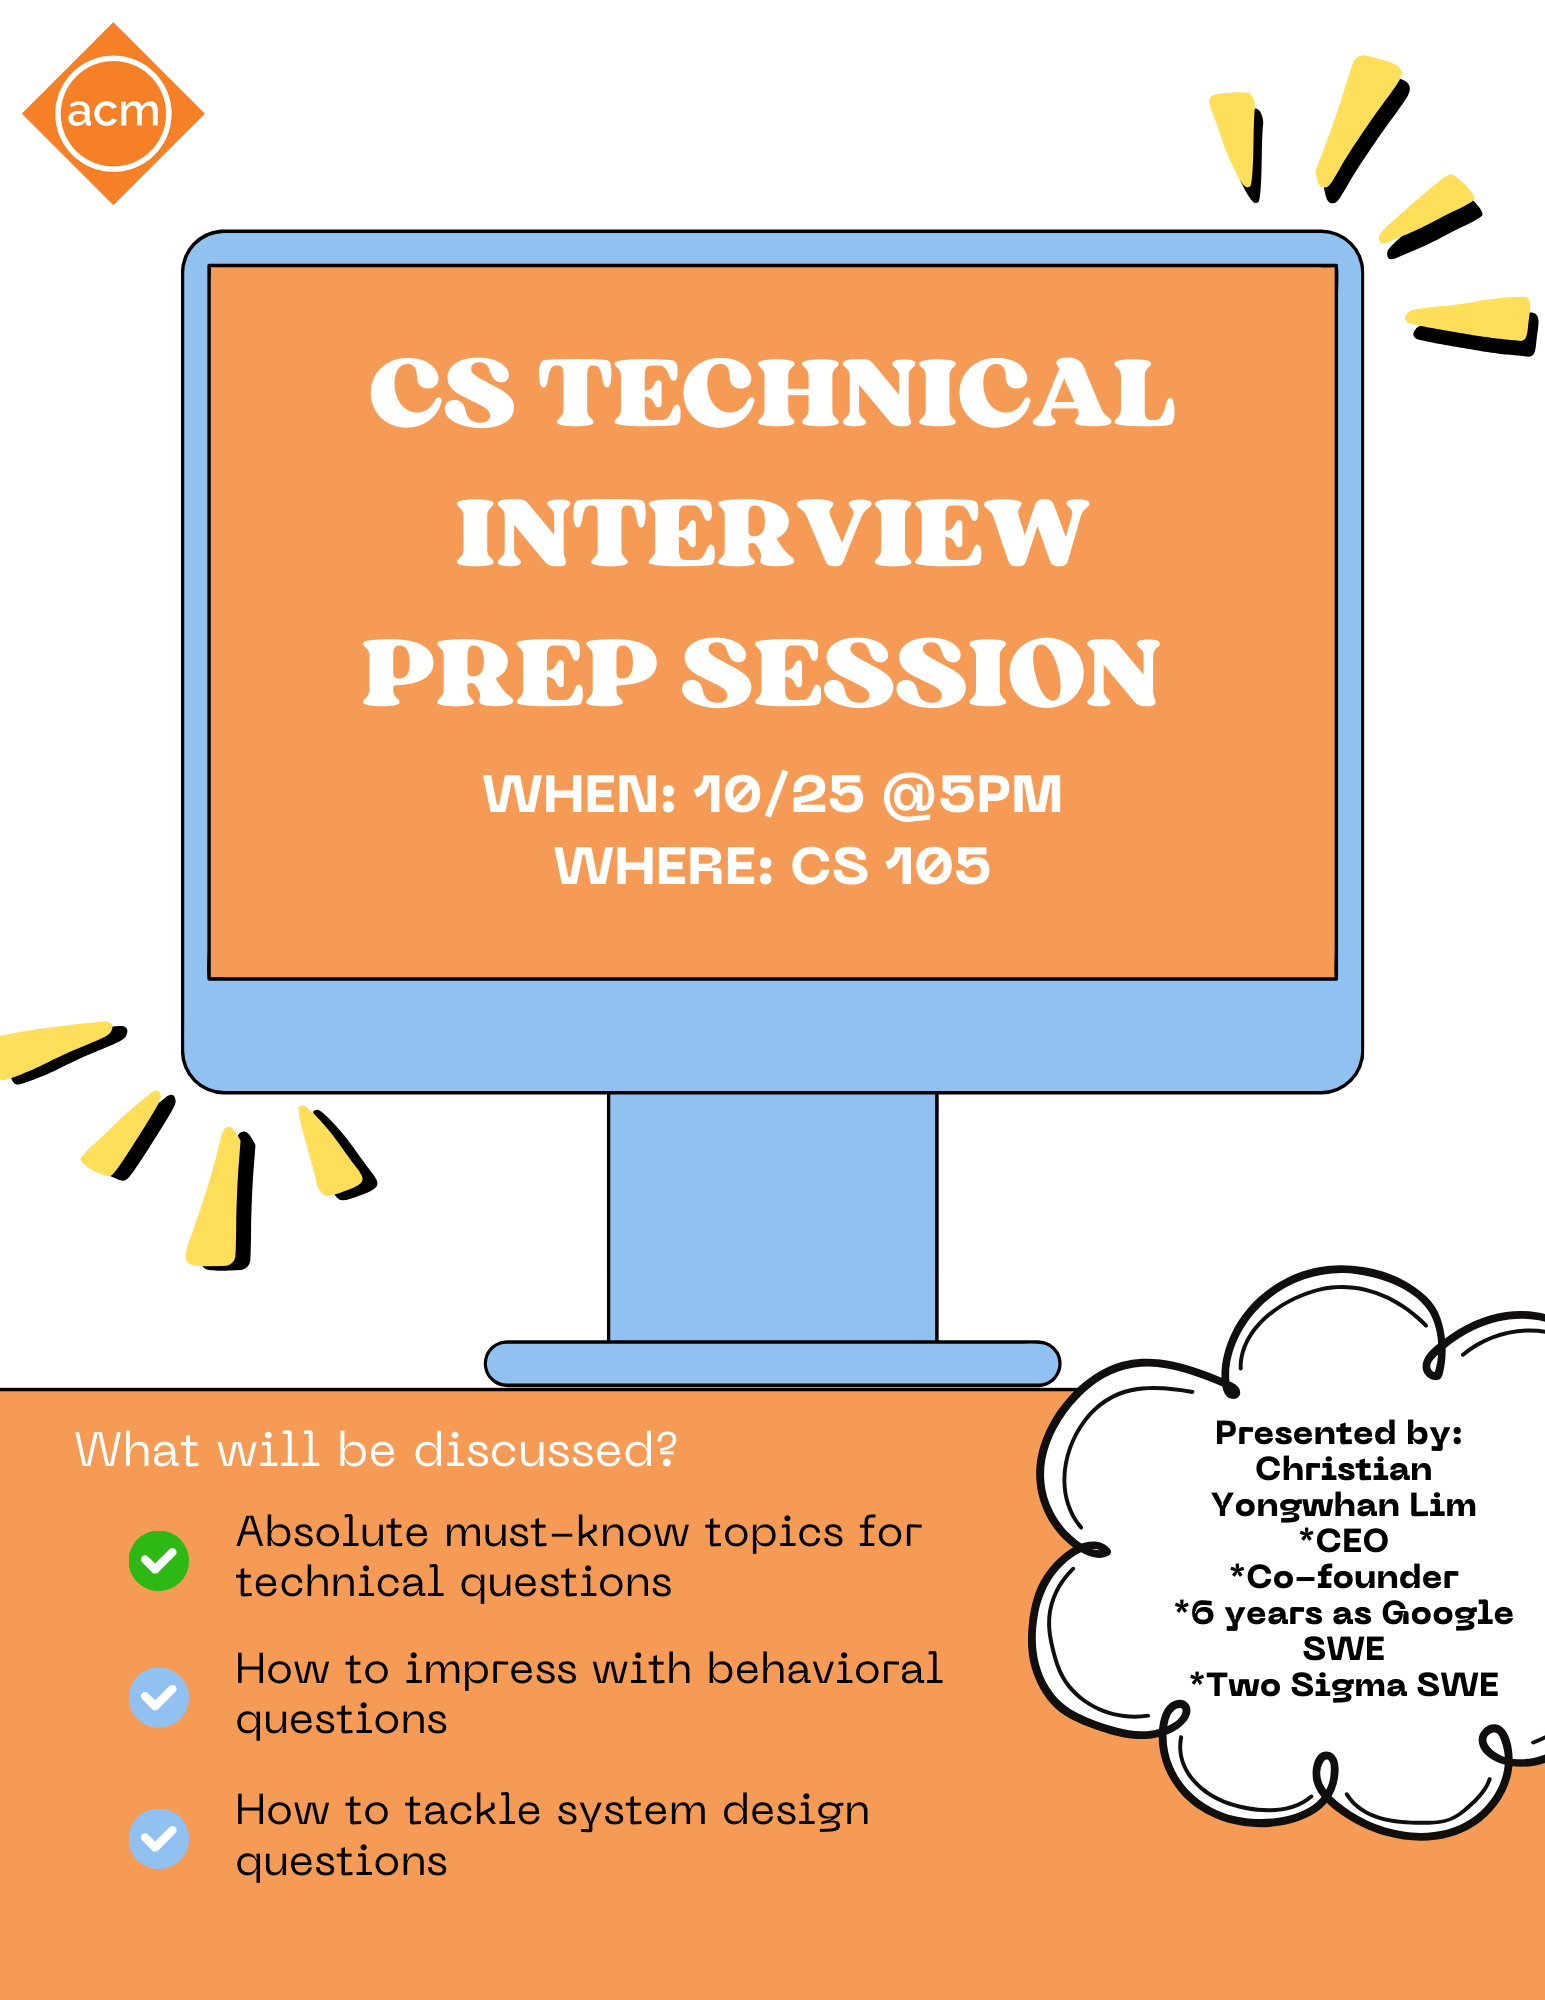 acm
CS TECHNICAL
INTERVIEW
PREP SESSION
WHEN: 10/25 @5PM
WHERE: CS 105
What will be discussed?
Absolute must-know topics for
technical questions
How to impress with behavioral
questions
How to tackle system design
questions
Presented by:
Christian
Yongwhan Lim
*CEO
*Co-founder
*6 years as Google
SWE
*Two Sigma SWE